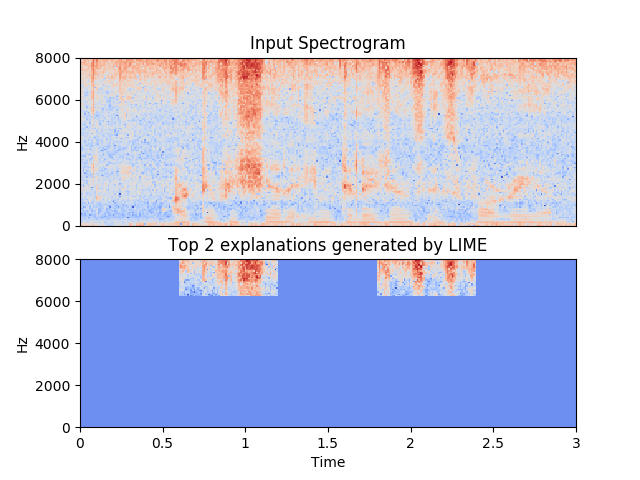 Input Spectrogram
8000
6000
4000
2000
0
Hz
Top 2 explanations generated by LIME
8000
6000
4000
2000
0
Hz
0 0.5 1 1.5 2 2.5 3
Time